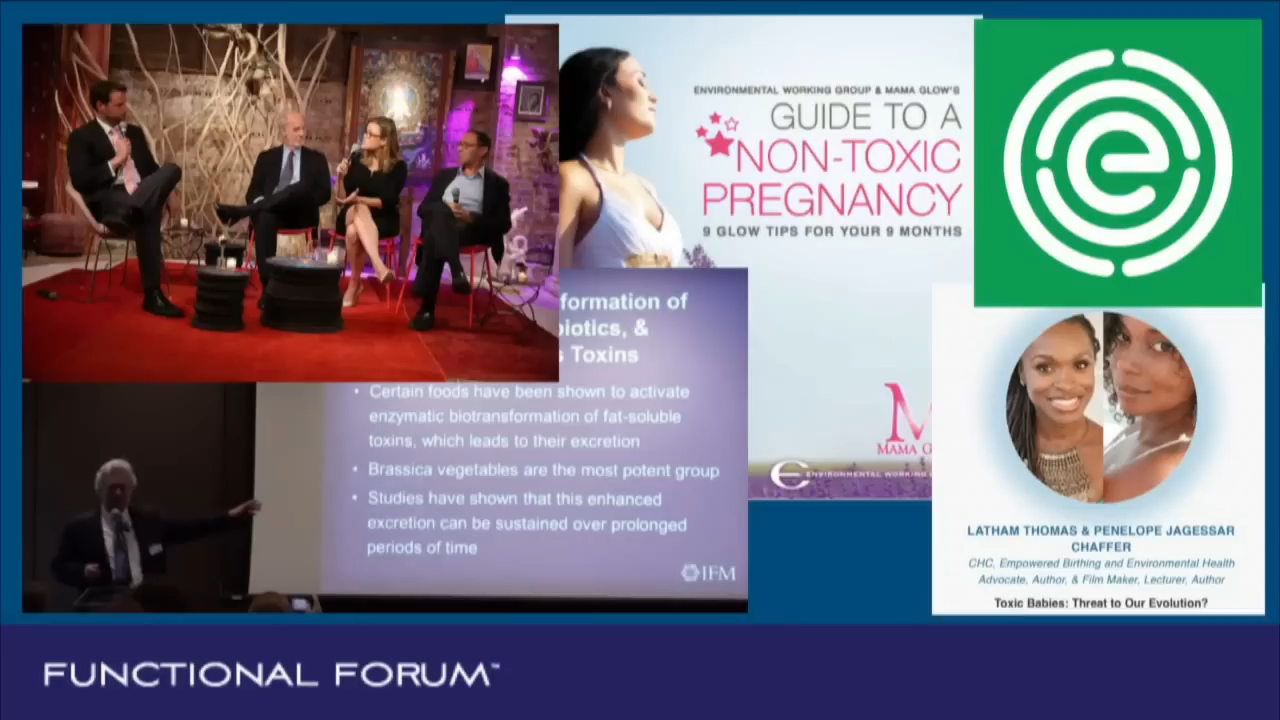 ENVIRONMENTAL WORKING GROUP & MAMA GLOW'S
GUIDE TO A
NON-TOXIC
PREGNANCY
9 GLOW TIPS FOR YOUR 9 MONTHS
MAMA
ENVIRONMENTAL WORKING
e
formation of
iotics, &
Toxins
• Certain foods have been shown to activate
enzymatic biotransformation of fat-soluble
toxins, which leads to their excretion
• Brassica vegetables are the most potent group
• Studies have shown that this enhanced
excretion can be sustained over prolonged
periods of time
IFM
LATHAM THOMAS & PENELOPE JAGESSAR
CHAFFER
CHC, Empowered Birthing and Environmental Health
Advocate, Author, & Film Maker, Lecturer, Author
Toxic Babies: Threat to Our Evolution?
FUNCTIONAL FORUM™